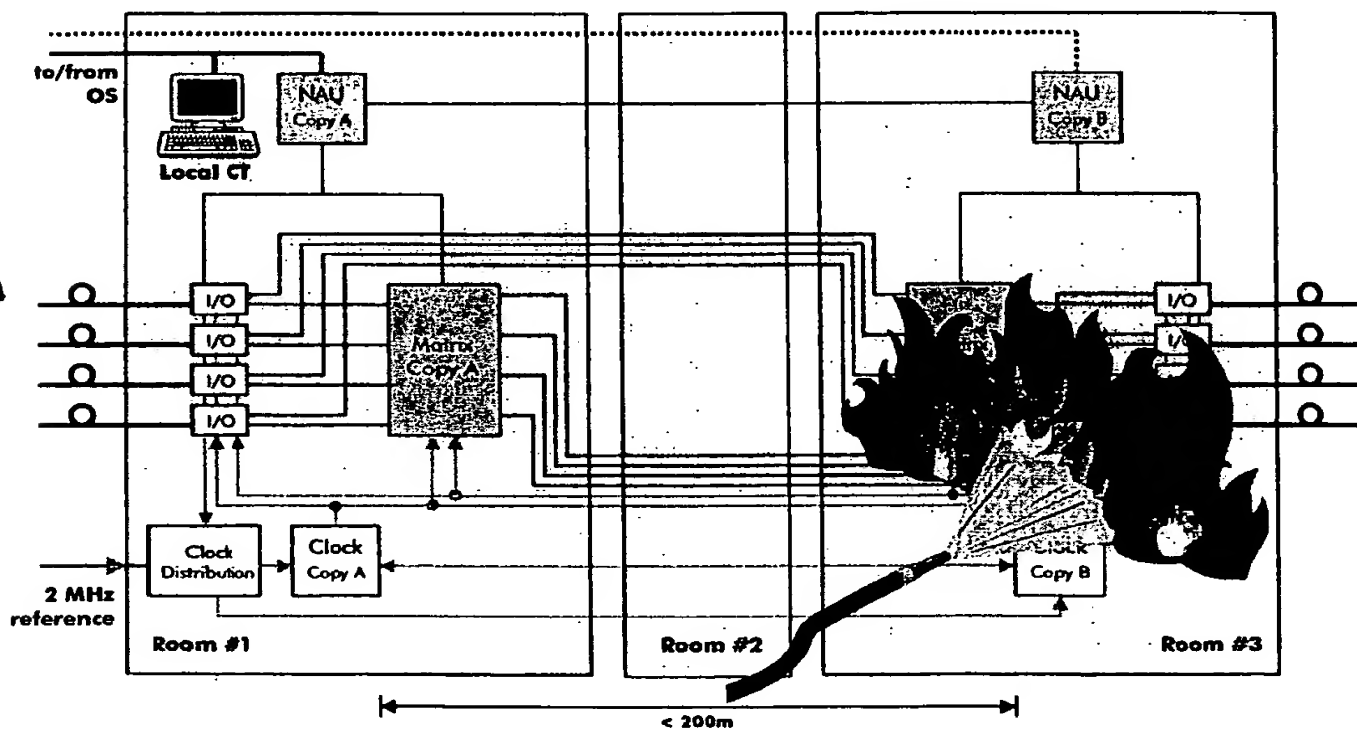 to/from
OS
Local CT
NAU
Copy A
NAU
Copy B
I/O
I/O
I/O
I/O
Matrix
Copy A
I/O
I/O
Clock
Distribution
Clock
Copy A
Clock
Copy B
2 MHz
reference
Room #1
Room #2
Room #3
< 200m